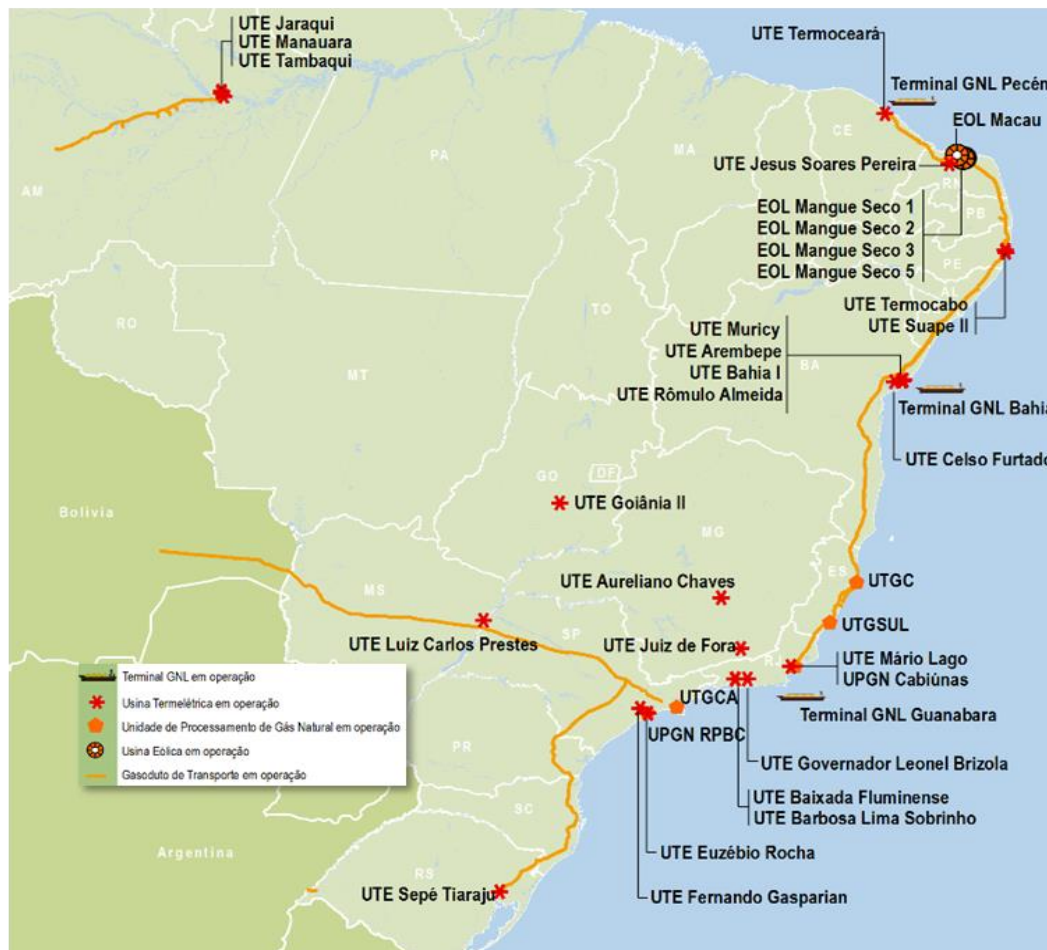 UTE Jaraqui
UTE Manauara
UTE Tambaqui
UTE Termoceará
Terminal GNL Pecém
EOL Macau
CE
MA
PA
AM
UTE Jesus Soares Pereira
RN
EOL Mangue Seco 1
EOL Mangue Seco 2
EOL Mangue Seco 3
EOL Mangue Seco 5
PB
PE
AL
UTE Termocabo
UTE Suape II
RO
TO
MT
BA
UTE Muricy
UTE Arembepe
UTE Bahia I
UTE Rômulo Almeida
Terminal GNL Bahia
UTE Celso Furtado
GO
DF
UTE Goiânia II
Bolivia
MG
ES
UTGC
UTE Aureliano Chaves
MS
UTGSUL
SP
UTE Luiz Carlos Prestes
UTE Juiz de Fora
RJ
UTE Mário Lago
UPGN Cabiúnas
Terminal GNL em operação
Usina Termelétrica em operação
Unidade de Processamento de Gás Natural em operação
Usina Eólica em operação
Gasoduto de Transporte em operação
UTGCA
Terminal GNL Guanabara
UPGN RPBC
PR
UTE Governador Leonel Brizola
UTE Baixada Fluminense
UTE Barbosa Lima Sobrinho
SC
UTE Euzébio Rocha
Argentina
RS
UTE Sepé Tiaraju
UTE Fernando Gasparian